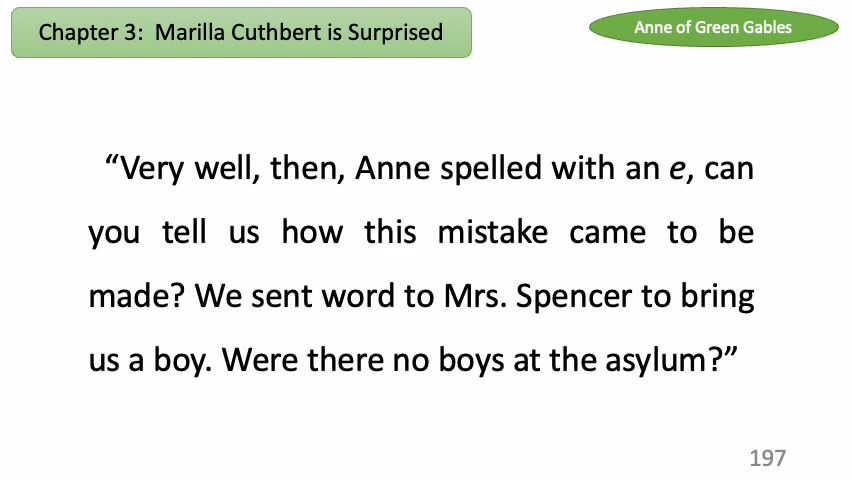 Chapter 3:  Marilla Cuthbert is Surprised
Anne of Green Gables
“Very well, then, Anne spelled with an e, can
you tell us how this mistake came to be
made? We sent word to Mrs. Spencer to bring
us a boy. Were there no boys at the asylum?”
197